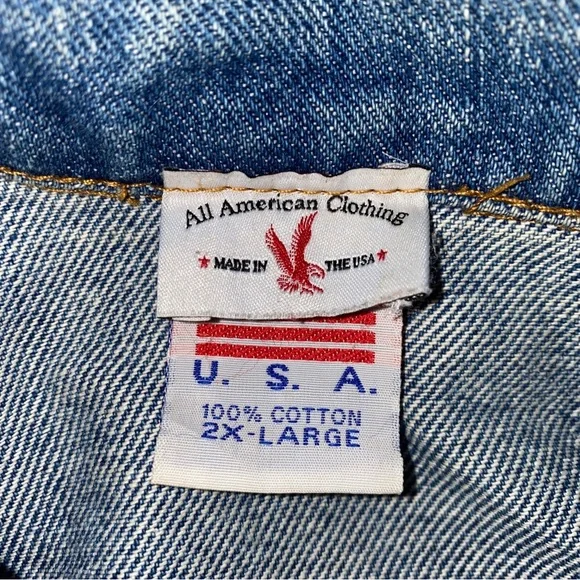 All American Clothing
MADE IN THE USA
U. S. A.
100% COTTON
2X-LARGE